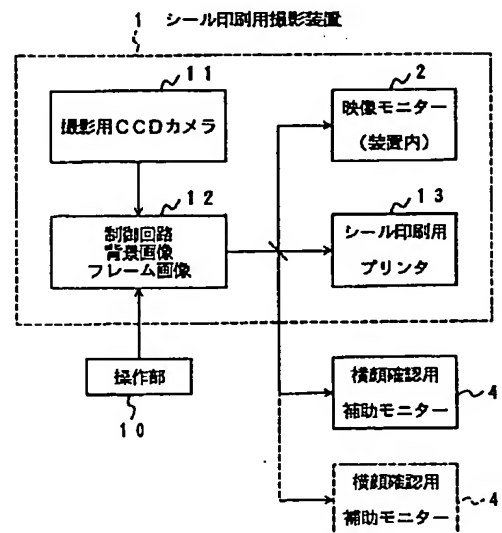 1 シール印刷用撮影装置
11
撮影用CCDカメラ
2
映像モニター
(装置内)
12
制御回路
背景画像
フレーム画像
13
シール印刷用
プリンタ
操作部
10
横顔確認用
補助モニター
4
横顔確認用
補助モニター
4